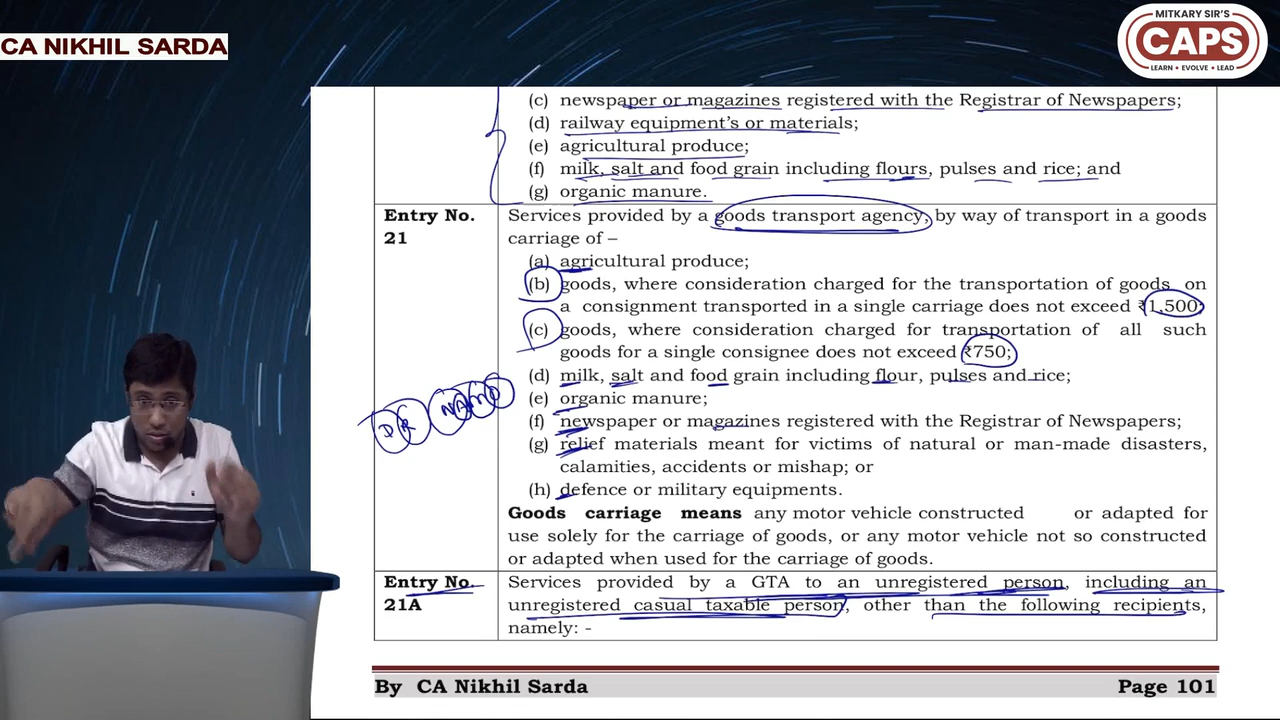 CA NIKHIL SARDA
MITKARY SIR'S
CAPS
LEARN • EVOLVE • LEAD
(c) newspaper or magazines registered with the Registrar of Newspapers;
(d) railway equipment's or materials;
(e) agricultural produce;
(f) milk, salt and food grain including flours, pulses and rice; and
(g) organic manure.
Entry No. 21
Services provided by a goods transport agency, by way of transport in a goods
carriage of –
(a) agricultural produce;
(b) goods, where consideration charged for the transportation of goods on
a consignment transported in a single carriage does not exceed ₹1,500;
(c) goods, where consideration charged for transportation of all such
goods for a single consignee does not exceed ₹750;
(d) milk, salt and food grain including flour, pulses and rice;
(e) organic manure;
(f) newspaper or magazines registered with the Registrar of Newspapers;
(g) relief materials meant for victims of natural or man-made disasters,
calamities, accidents or mishap; or
(h) defence or military equipments.
Goods carriage means any motor vehicle constructed or adapted for
use solely for the carriage of goods, or any motor vehicle not so constructed
or adapted when used for the carriage of goods.
Entry No. 21A
Services provided by a GTA to an unregistered person, including an
unregistered casual taxable person, other than the following recipients,
namely: -
By CA Nikhil Sarda
Page 101